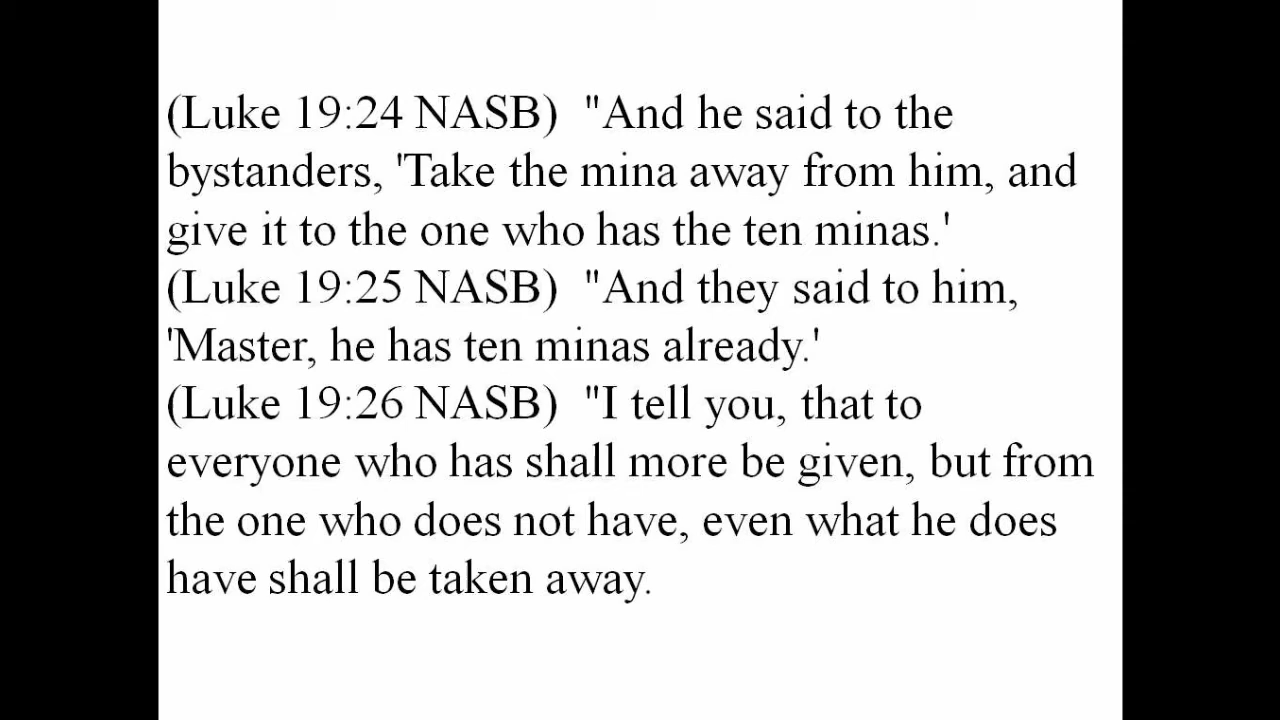 (Luke 19:24 NASB)  "And he said to the
bystanders, 'Take the mina away from him, and
give it to the one who has the ten minas.'
(Luke 19:25 NASB)  "And they said to him,
'Master, he has ten minas already.'
(Luke 19:26 NASB)  "I tell you, that to
everyone who has shall more be given, but from
the one who does not have, even what he does
have shall be taken away.